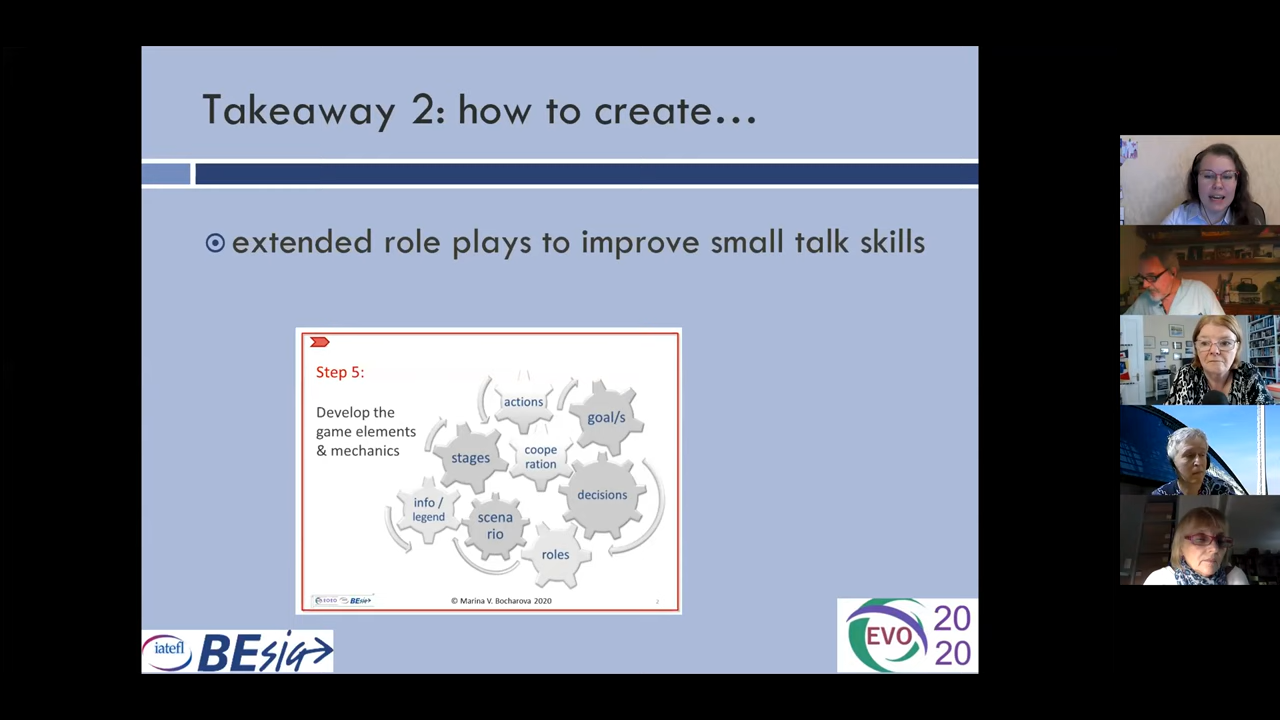 Takeaway 2: how to create...
extended role plays to improve small talk skills
Step 5:
Develop the
game elements
& mechanics
actions
goal/s
stages
coope
ration
decisions
info /
legend
scena
rio
roles
BEsig
© Marina V. Bocharova 2020
2
iatefl BEsig
EVO
20
20